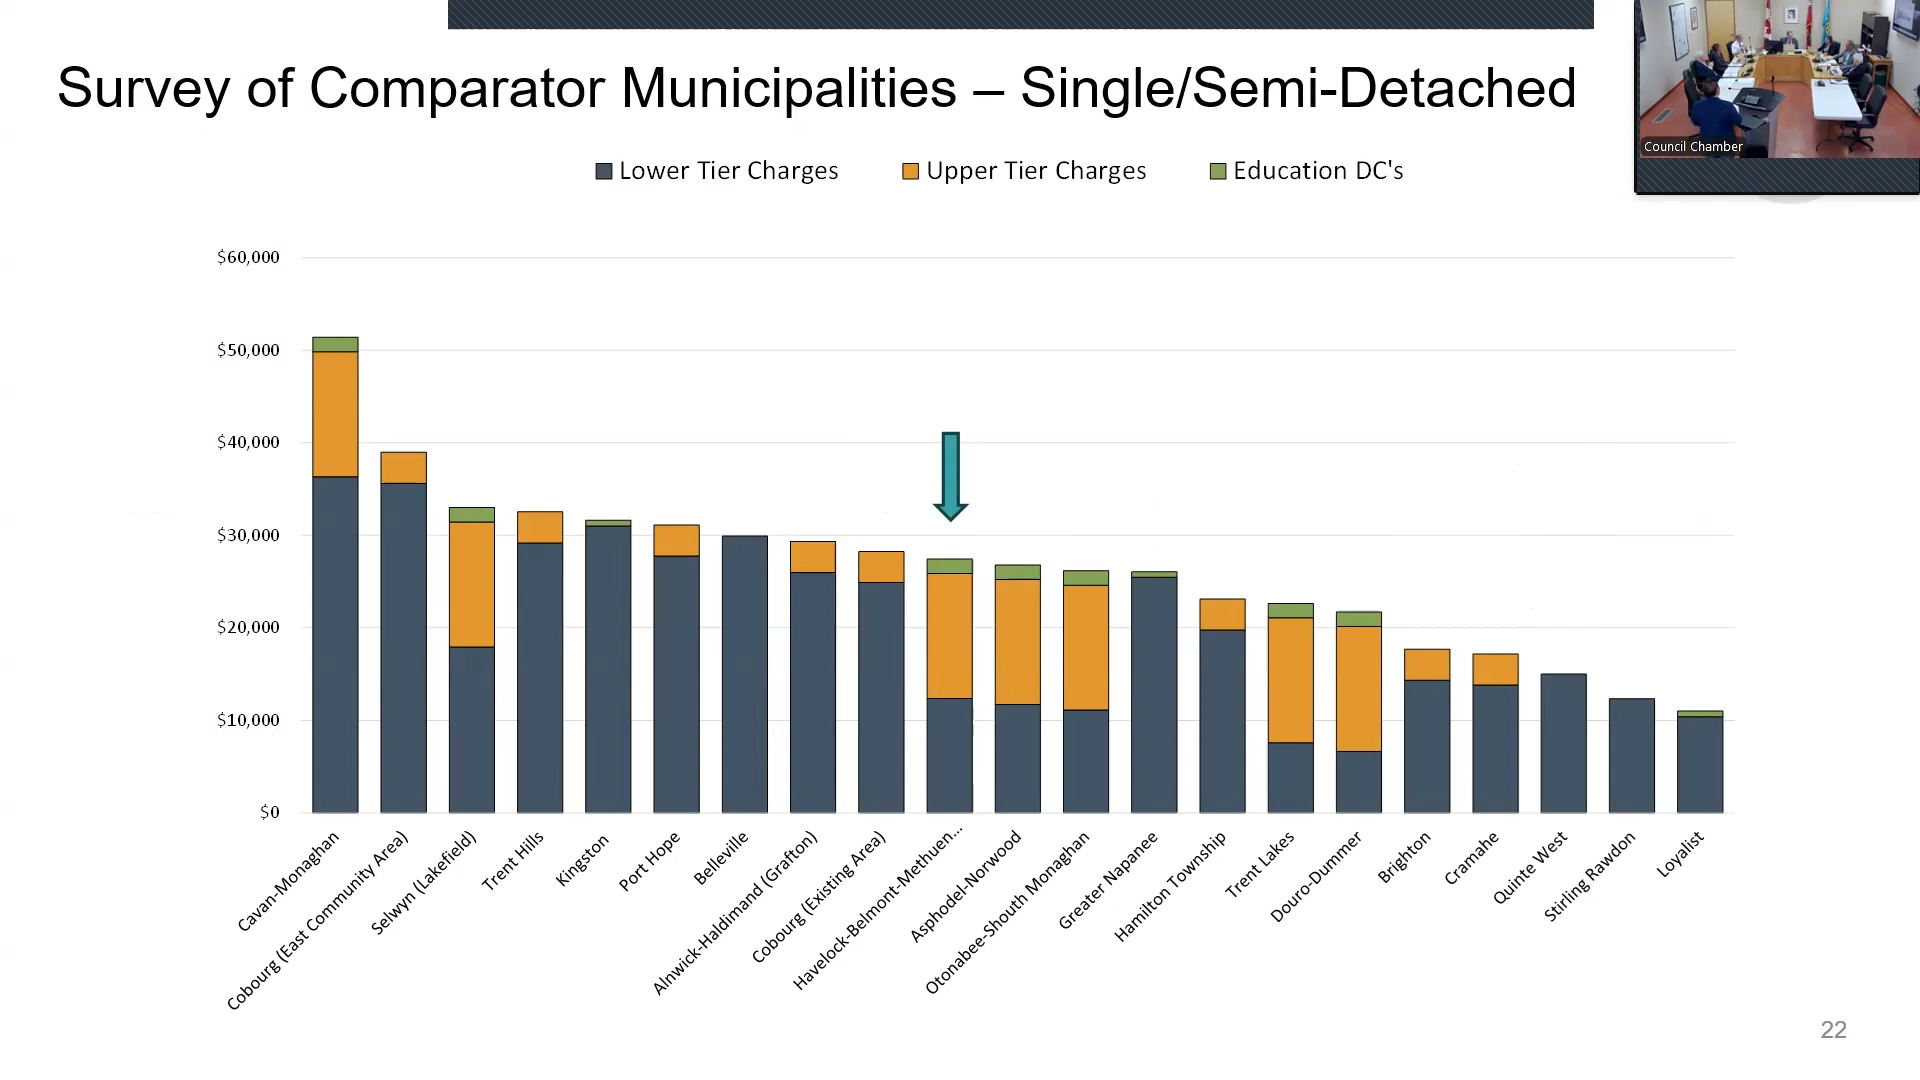 Survey of Comparator Municipalities – Single/Semi-Detached
Council Chamber
Lower Tier Charges
Upper Tier Charges
Education DC's
$60,000
$50,000
$40,000
$30,000
$20,000
$10,000
$0
Cavan-Monaghan
Cobourg (East Community Area)
Selwyn (Lakefield)
Trent Hills
Kingston
Port Hope
Belleville
Alnwick-Haldimand (Grafton)
Cobourg (Existing Area)
Havelock-Belmont-Methuen...
Asphodel-Norwood
Otonabee-Shouth Monaghan
Greater Napanee
Hamilton Township
Trent Lakes
Douro-Dummer
Brighton
Cramahe
Quinte West
Stirling Rawdon
Loyalist
22